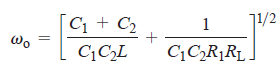 ω₀ = [ (C₁ + C₂) / (C₁C₂L) + 1 / (C₁C₂R₁R_L) ]^{1/2}